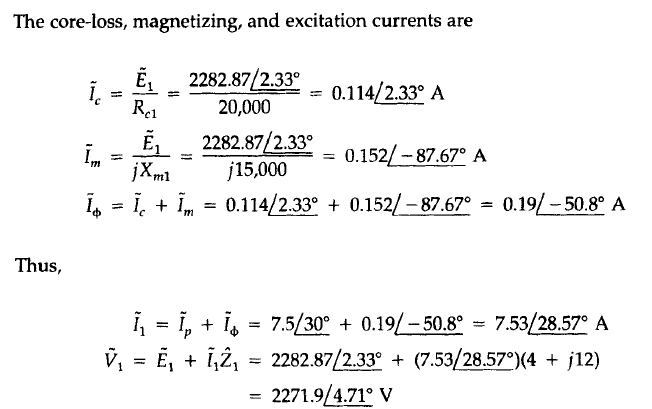 The core-loss, magnetizing, and excitation currents are
Ĩc = Ẽ1/Rc1 = 2282.87/2.33°/20,000 = 0.114/2.33° A
Ĩm = Ẽ1/jXm1 = 2282.87/2.33°/j15,000 = 0.152/−87.67° A
Ĩϕ = Ĩc + Ĩm = 0.114/2.33° + 0.152/−87.67° = 0.19/−50.8° A
Thus,
Ĩ1 = Ĩp + Ĩϕ = 7.5/30° + 0.19/−50.8° = 7.53/28.57° A
Ṽ1 = Ẽ1 + Ĩ1Ẑ1 = 2282.87/2.33° + (7.53/28.57°)(4 + j12)
= 2271.9/4.71° V